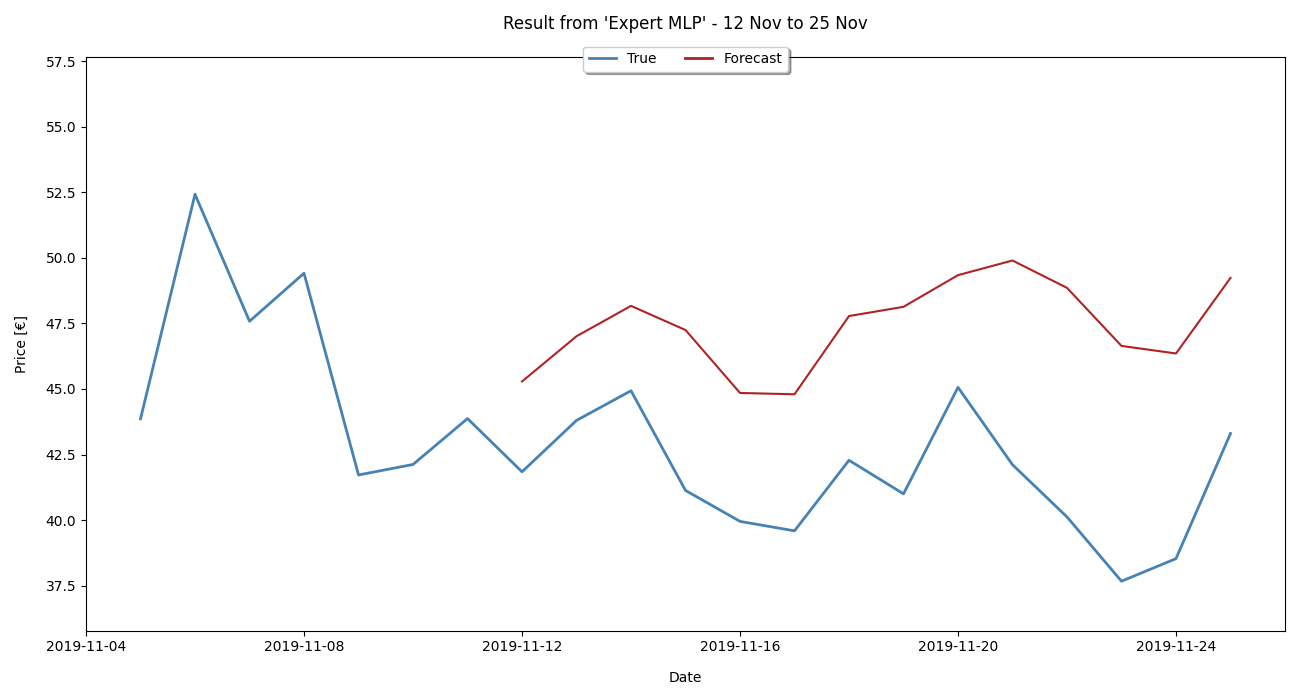 Result from 'Expert MLP' - 12 Nov to 25 Nov
True Forecast
57.5
55.0
52.5
50.0
47.5
45.0
42.5
40.0
37.5
Price [€]
2019-11-04 2019-11-08 2019-11-12 2019-11-16 2019-11-20 2019-11-24
Date